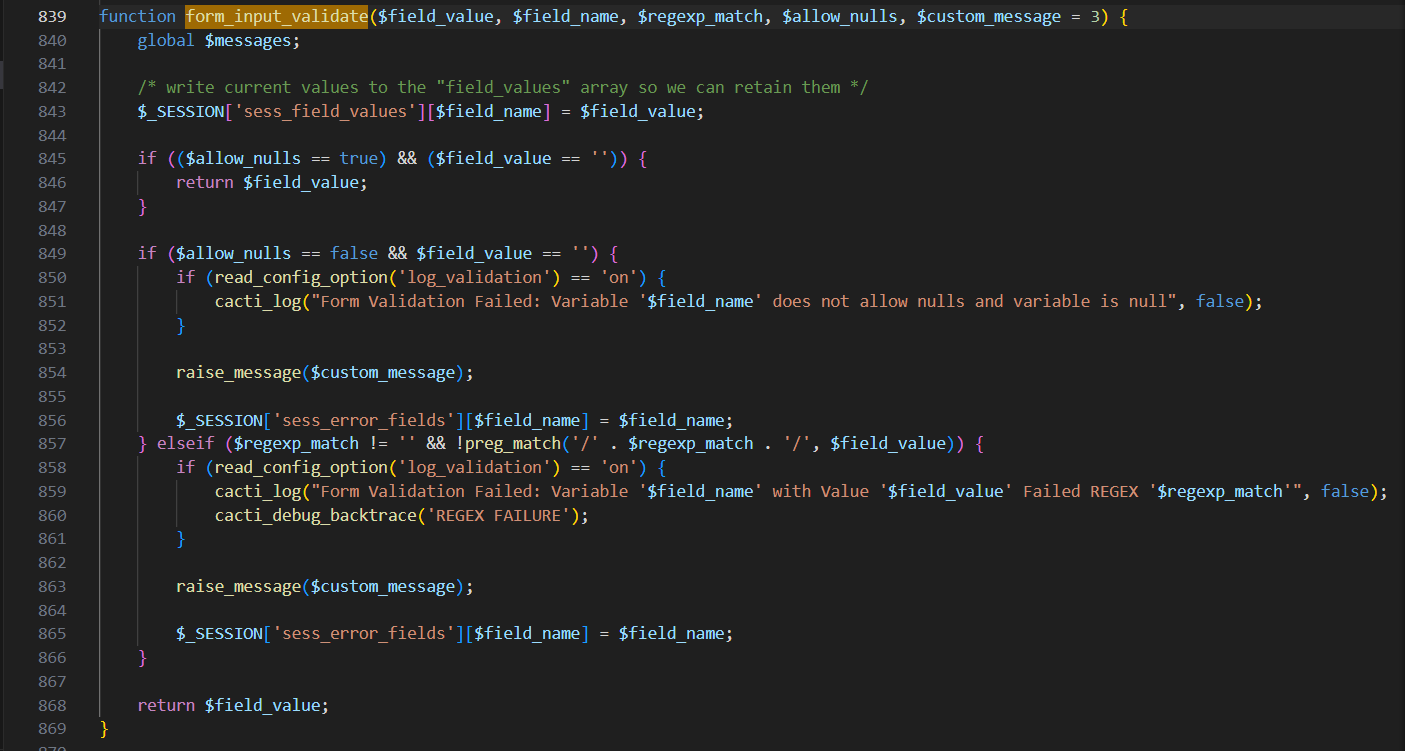 839 function form_input_validate($field_value, $field_name, $regexp_match, $allow_nulls, $custom_message = 3) {
840     global $messages;
841
842     /* write current values to the "field_values" array so we can retain them */
843     $_SESSION['sess_field_values'][$field_name] = $field_value;
844
845     if (($allow_nulls == true) && ($field_value == '')) {
846         return $field_value;
847     }
848
849     if ($allow_nulls == false && $field_value == '') {
850         if (read_config_option('log_validation') == 'on') {
851             cacti_log("Form Validation Failed: Variable '$field_name' does not allow nulls and variable is null", false);
852         }
853
854         raise_message($custom_message);
855
856         $_SESSION['sess_error_fields'][$field_name] = $field_name;
857     } elseif ($regexp_match != '' && !preg_match('/' . $regexp_match . '/', $field_value)) {
858         if (read_config_option('log_validation') == 'on') {
859             cacti_log("Form Validation Failed: Variable '$field_name' with Value '$field_value' Failed REGEX '$regexp_match'", false);
860             cacti_debug_backtrace('REGEX FAILURE');
861         }
862
863         raise_message($custom_message);
864
865         $_SESSION['sess_error_fields'][$field_name] = $field_name;
866     }
867
868     return $field_value;
869 }